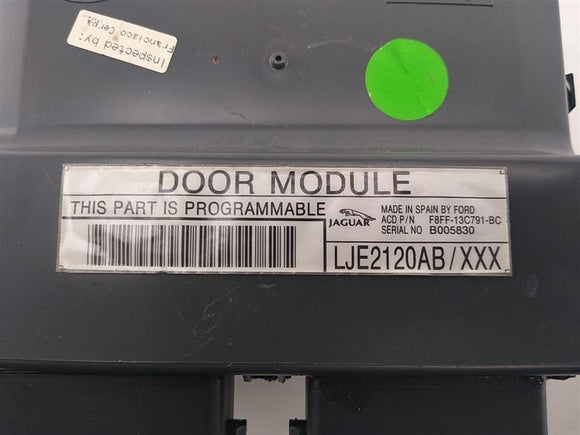 Inspected by:
Francisco Cerpa
DOOR MODULE
THIS PART IS PROGRAMMABLE
JAGUAR
MADE IN SPAIN BY FORD
ACD P/N F8FF-13C791-BC
SERIAL NO B005830
LJE2120AB/XXX